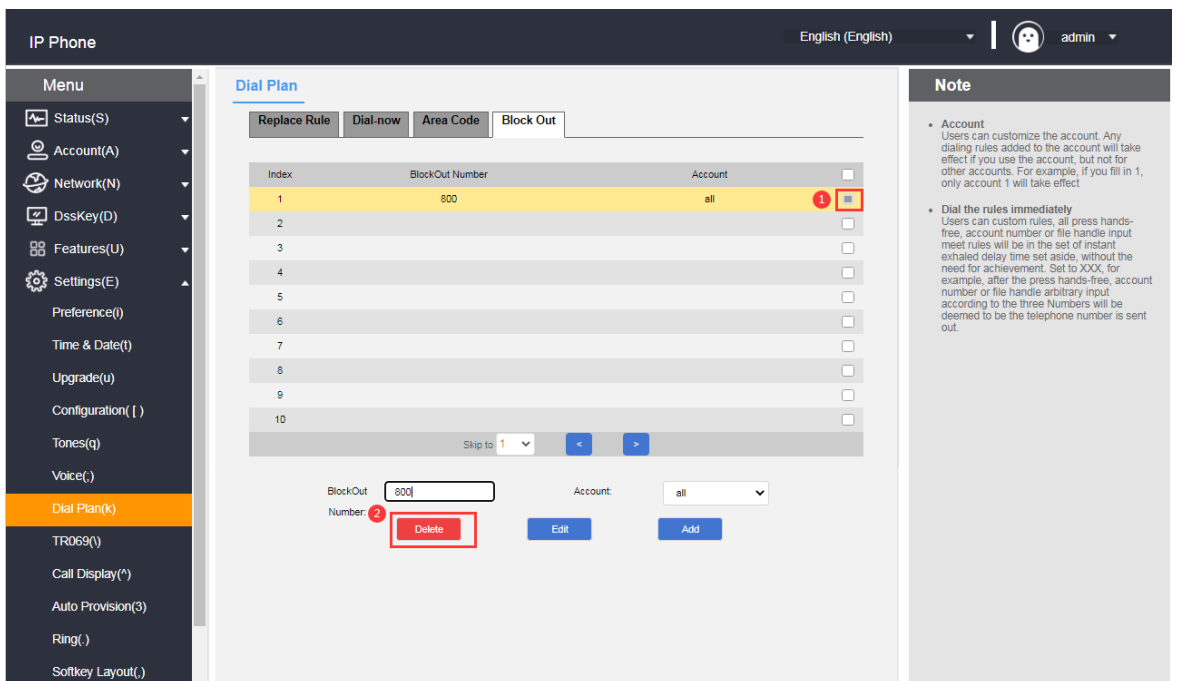 IP Phone
English (English)
admin
Menu
Status(S)
Account(A)
Network(N)
DssKey(D)
Features(U)
Settings(E)
Preference(i)
Time & Date(t)
Upgrade(u)
Configuration( [ )
Tones(q)
Voice(;)
Dial Plan(k)
TR069(\)
Call Display(^)
Auto Provision(3)
Ring(.)
Softkey Layout(,)
Dial Plan
Replace Rule Dial-now Area Code Block Out
Index BlockOut Number Account
1 800 all 1
2
3
4
5
6
7
8
9
10
Skip to 1 < >
BlockOut 800 Account: all
Number: 2
Delete Edit Add
Note
• Account
Users can customize the account. Any
dialing rules added to the account will take
effect if you use the account, but not for
other accounts. For example, if you fill in 1,
only account 1 will take effect
• Dial the rules immediately
Users can custom rules, all press hands-
free, account number or file handle input
meet rules will be in the set of instant
exhaled delay time set aside, without the
need for achievement. Set to XXX, for
example, after the press hands-free, account
number or file handle arbitrary input
according to the three Numbers will be
deemed to be the telephone number is sent
out.